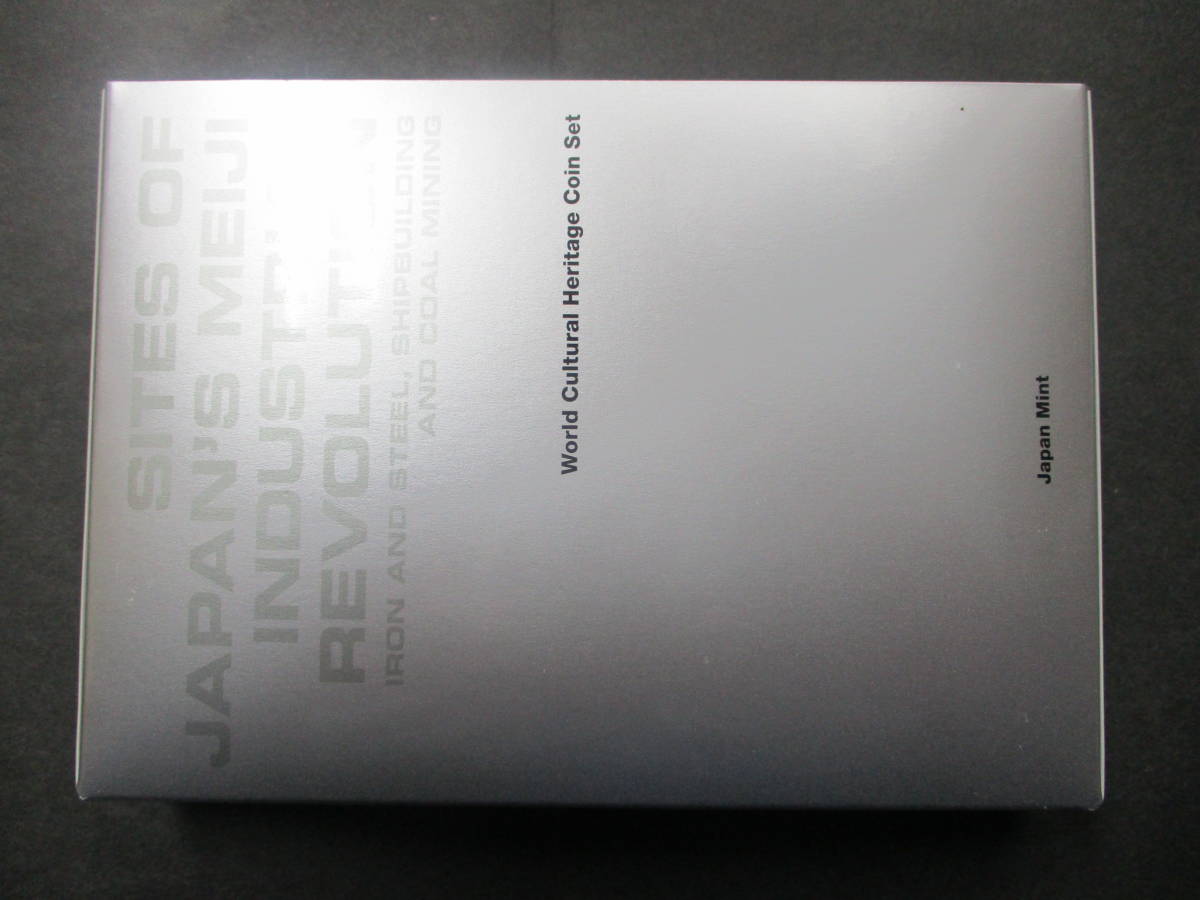 SITES OF
JAPAN'S MEIJI
INDUSTRIAL
REVOLUTION
IRON AND STEEL, SHIPBUILDING
AND COAL MINING
World Cultural Heritage Coin Set
Japan Mint